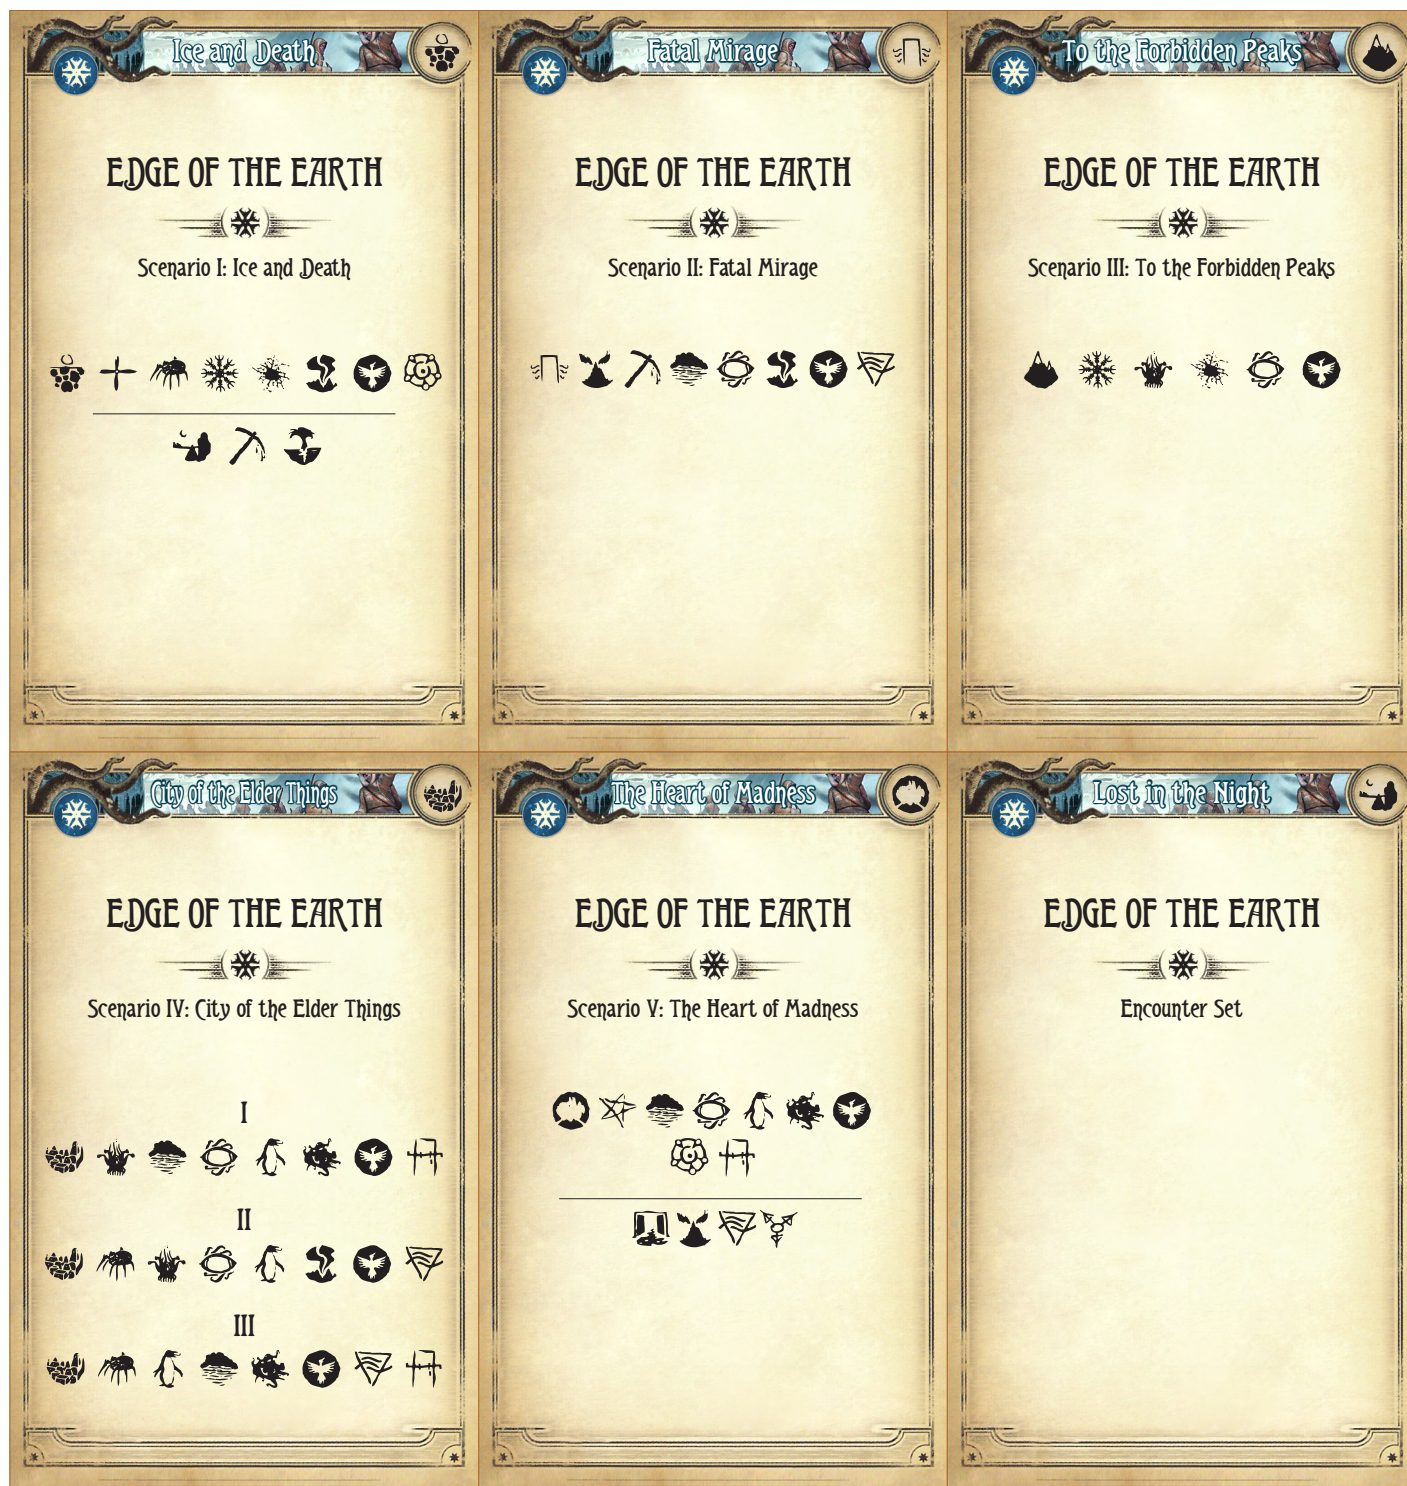 Ice and Death
EDGE OF THE EARTH
Scenario I: Ice and Death
Fatal Mirage
EDGE OF THE EARTH
Scenario II: Fatal Mirage
To the Forbidden Peaks
EDGE OF THE EARTH
Scenario III: To the Forbidden Peaks
City of the Elder Things
EDGE OF THE EARTH
Scenario IV: City of the Elder Things
I
II
III
The Heart of Madness
EDGE OF THE EARTH
Scenario V: The Heart of Madness
Lost in the Night
EDGE OF THE EARTH
Encounter Set